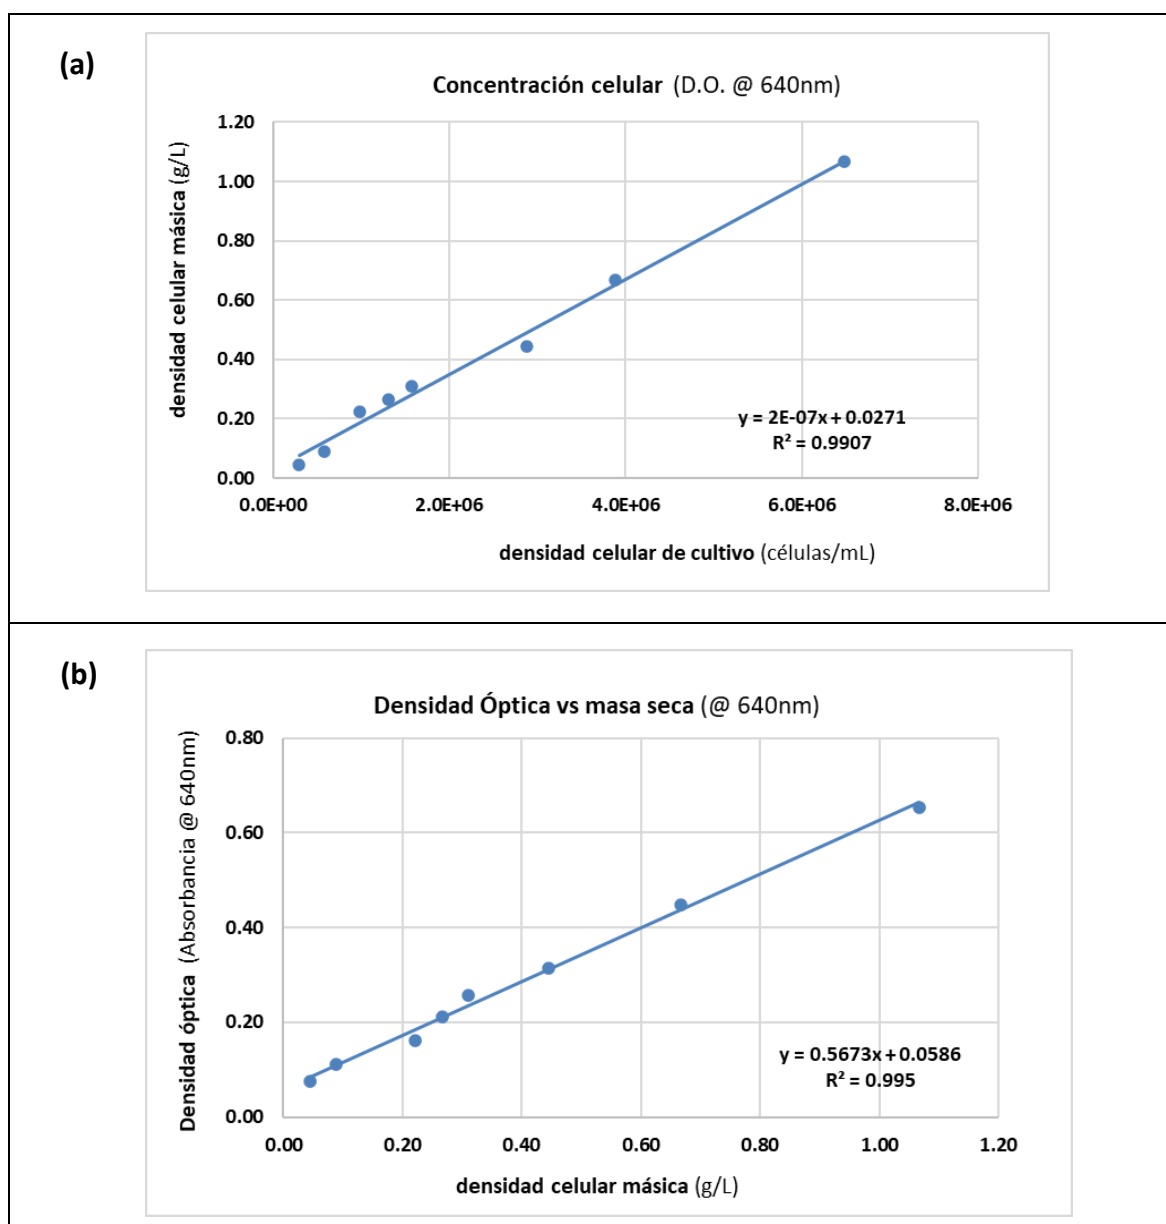 (a)
Concentración celular (D.O. @ 640nm)
densidad celular másica (g/L)
1.20
1.00
0.80
0.60
0.40
0.20
0.00
y = 2E-07x + 0.0271
R² = 0.9907
0.0E+00 2.0E+06 4.0E+06 6.0E+06 8.0E+06
densidad celular de cultivo (células/mL)
(b)
Densidad Óptica vs masa seca (@ 640nm)
Densidad óptica (Absorbancia @ 640nm)
0.80
0.60
0.40
0.20
0.00
y = 0.5673x + 0.0586
R² = 0.995
0.00 0.20 0.40 0.60 0.80 1.00 1.20
densidad celular másica (g/L)